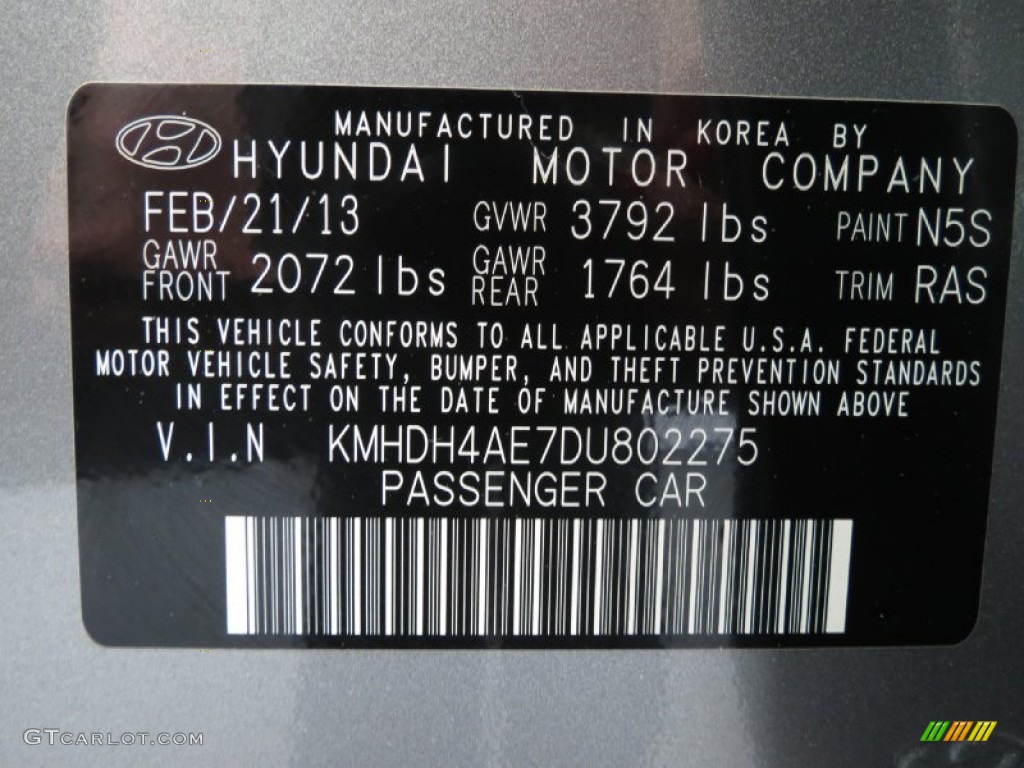 MANUFACTURED IN KOREA BY
HYUNDAI MOTOR COMPANY
FEB/21/13 GVWR 3792 lbs PAINT N5S
GAWR FRONT 2072 lbs GAWR REAR 1764 lbs TRIM RAS
THIS VEHICLE CONFORMS TO ALL APPLICABLE U.S.A. FEDERAL
MOTOR VEHICLE SAFETY, BUMPER, AND THEFT PREVENTION STANDARDS
IN EFFECT ON THE DATE OF MANUFACTURE SHOWN ABOVE
V.I.N KMHDH4AE7DU802275
PASSENGER CAR
GTCARLOT.COM